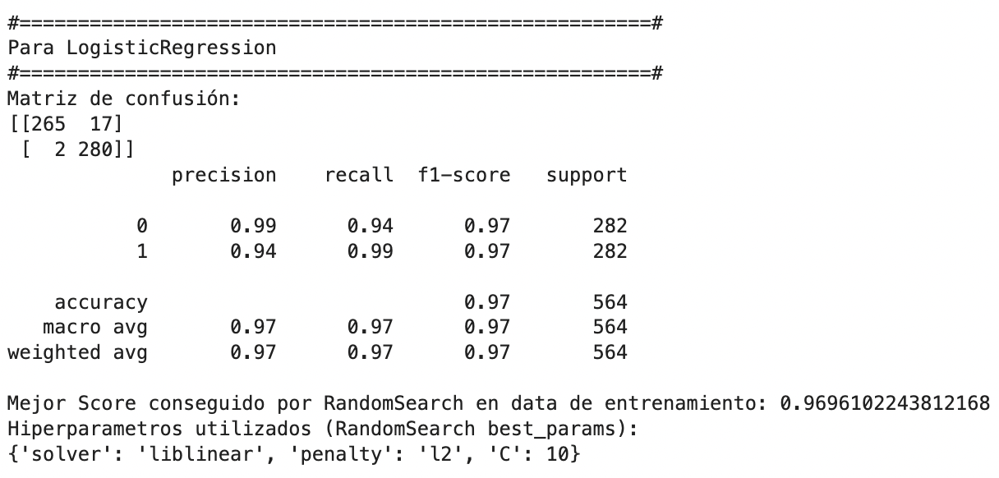 #======================================================#
Para LogisticRegression
#======================================================#
Matriz de confusión:
[[265  17]
 [  2 280]]
              precision    recall  f1-score   support

           0       0.99      0.94      0.97       282
           1       0.94      0.99      0.97       282

    accuracy                           0.97       564
   macro avg       0.97      0.97      0.97       564
weighted avg       0.97      0.97      0.97       564

Mejor Score conseguido por RandomSearch en data de entrenamiento: 0.9696102243812168
Hiperparametros utilizados (RandomSearch best_params):
{'solver': 'liblinear', 'penalty': 'l2', 'C': 10}